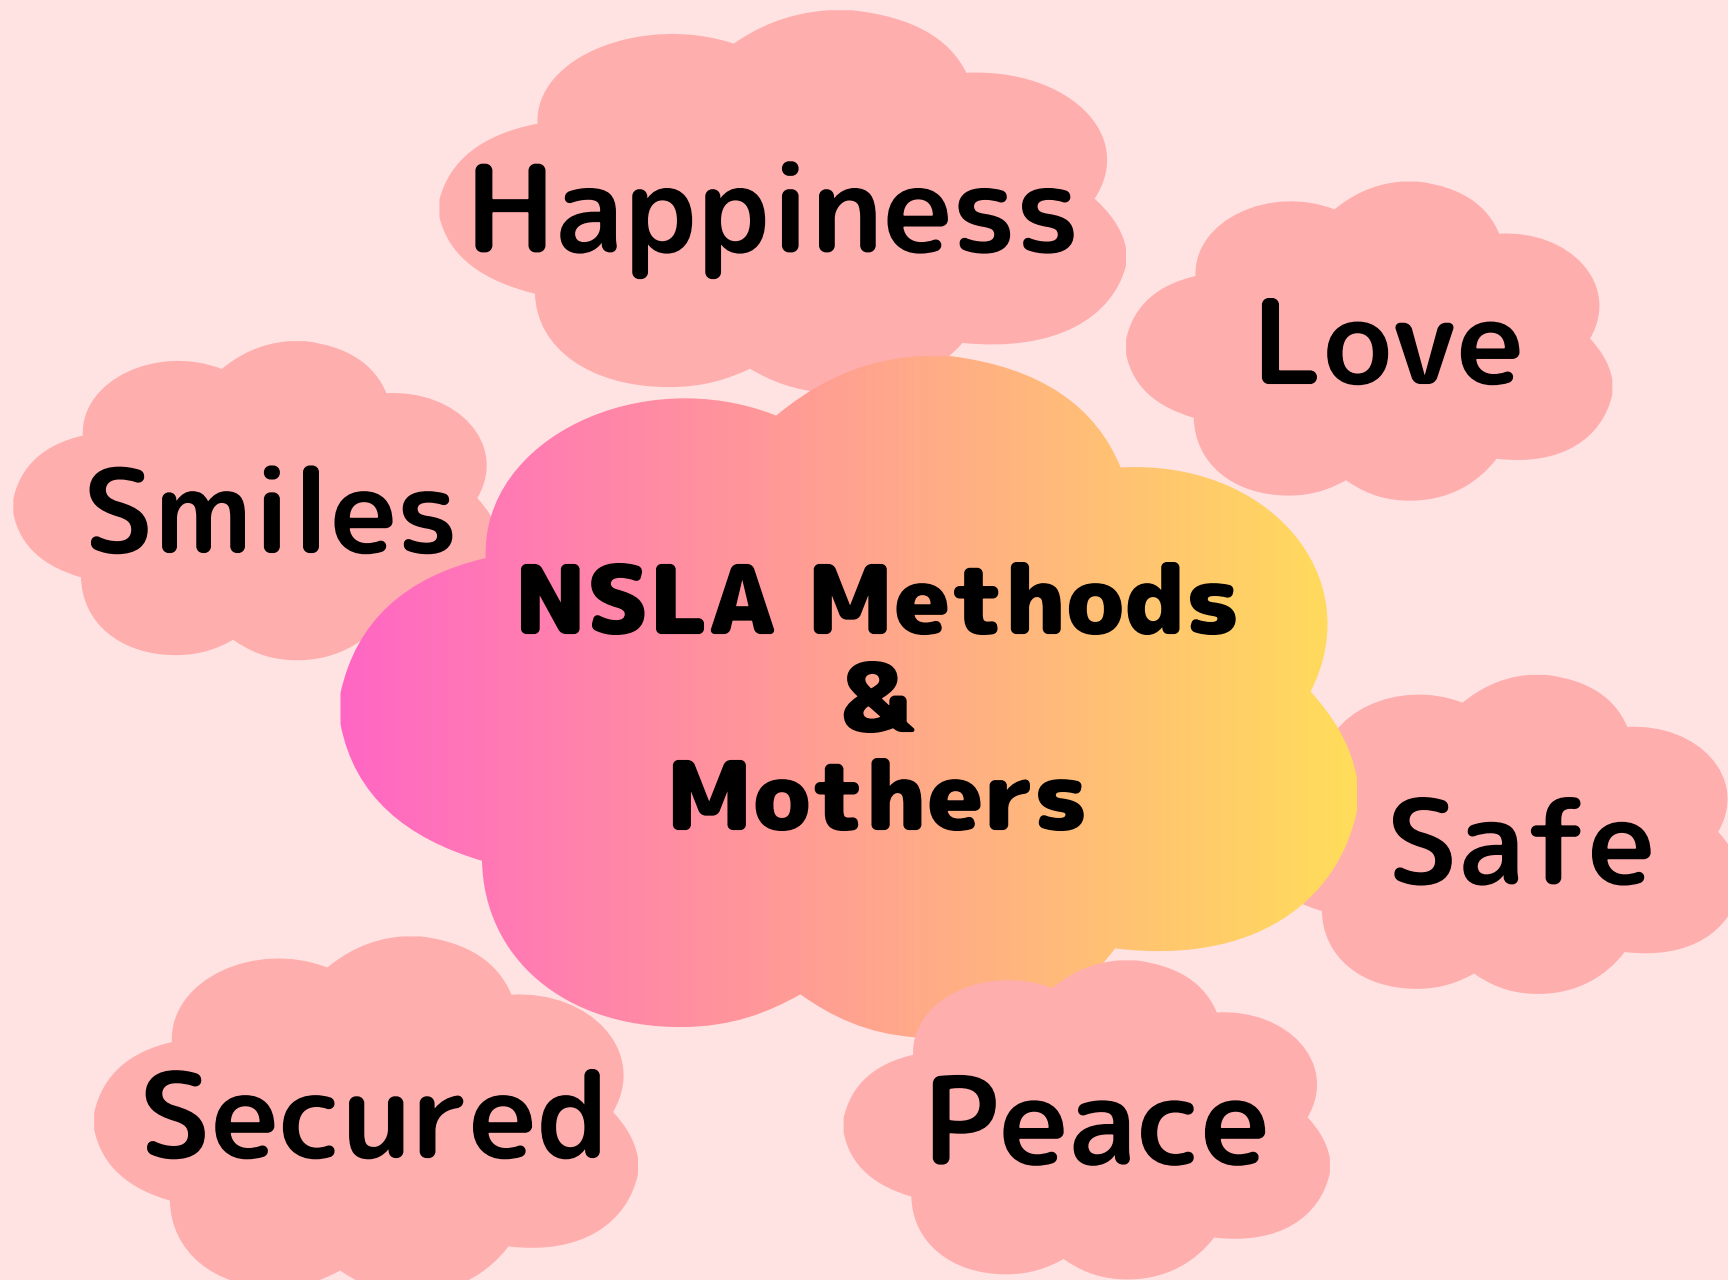 Happiness
Love
Smiles
NSLA Methods
&
Mothers
Safe
Secured
Peace